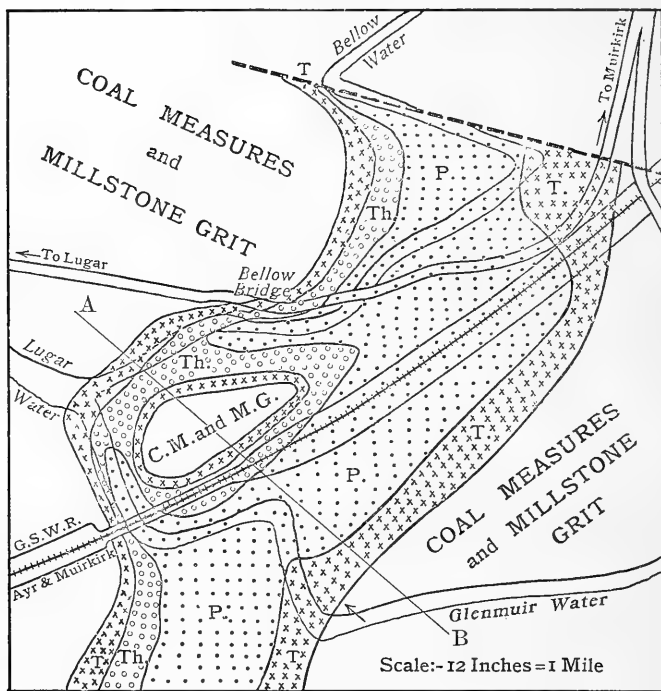 T
Bellow
Water
To Muirkirk
COAL MEASURES
and
MILLSTONE GRIT
P.
T.
Th.
To Lugar
Bellow
Bridge
A
Lugar
Water
Th.
C.M. and M.G.
T.
P.
COAL MEASURES
and MILLSTONE
GRIT
G.S.W.R.
Ayr & Muirkirk
P.
Glenmuir Water
B
T
Th.
T
Scale:- 12 Inches = 1 Mile